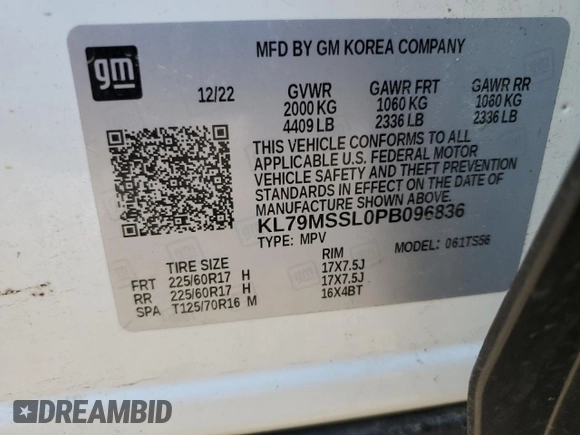 gm
MFD BY GM KOREA COMPANY
12/22 GVWR GAWR FRT GAWR RR
2000 KG 1060 KG 1080 KG
4409 LB 2336 LB 2336 LB
THIS VEHICLE CONFORMS TO ALL
APPLICABLE U.S. FEDERAL MOTOR
VEHICLE SAFETY AND THEFT PREVENTION
STANDARDS IN EFFECT ON THE DATE OF
MANUFACTURE SHOWN ABOVE.
KL79MSSL0PB096836
TYPE: MPV MODEL: 061TS56
TIRE SIZE RIM
FRT 225/60R17 H 17X7.5J
RR 225/60R17 H 17X7.5J
SPA T125/70R16 M 16X4BT
DREAMBID